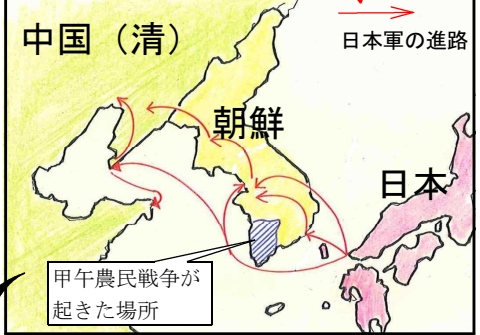 中国（清）
日本軍の進路
朝鮮
日本
甲午農民戦争が
起きた場所